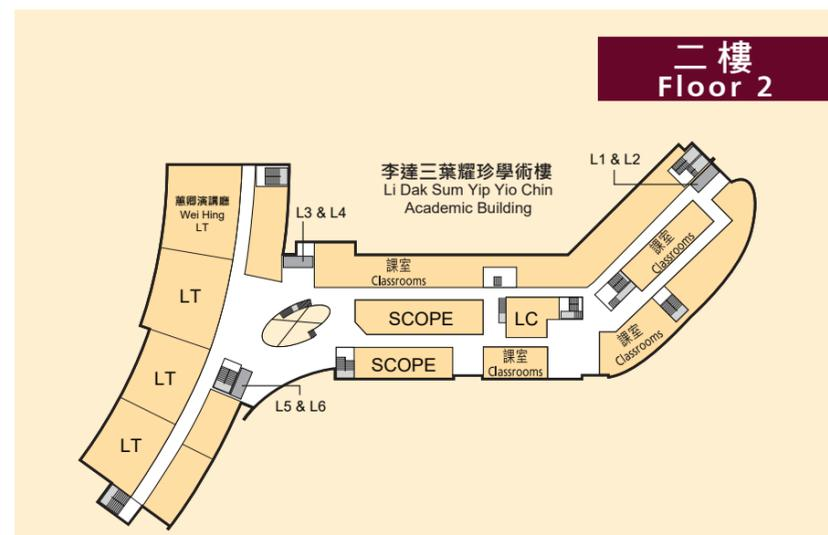 二樓
Floor 2
李達三葉耀珍學術樓
Li Dak Sum Yip Yio Chin
Academic Building
L1 & L2
蕙卿演講廳
Wei Hing
LT
L3 & L4
課室
Classrooms
課室
Classrooms
LT
SCOPE
LC
課室
Classrooms
LT
SCOPE
課室
Classrooms
L5 & L6
LT